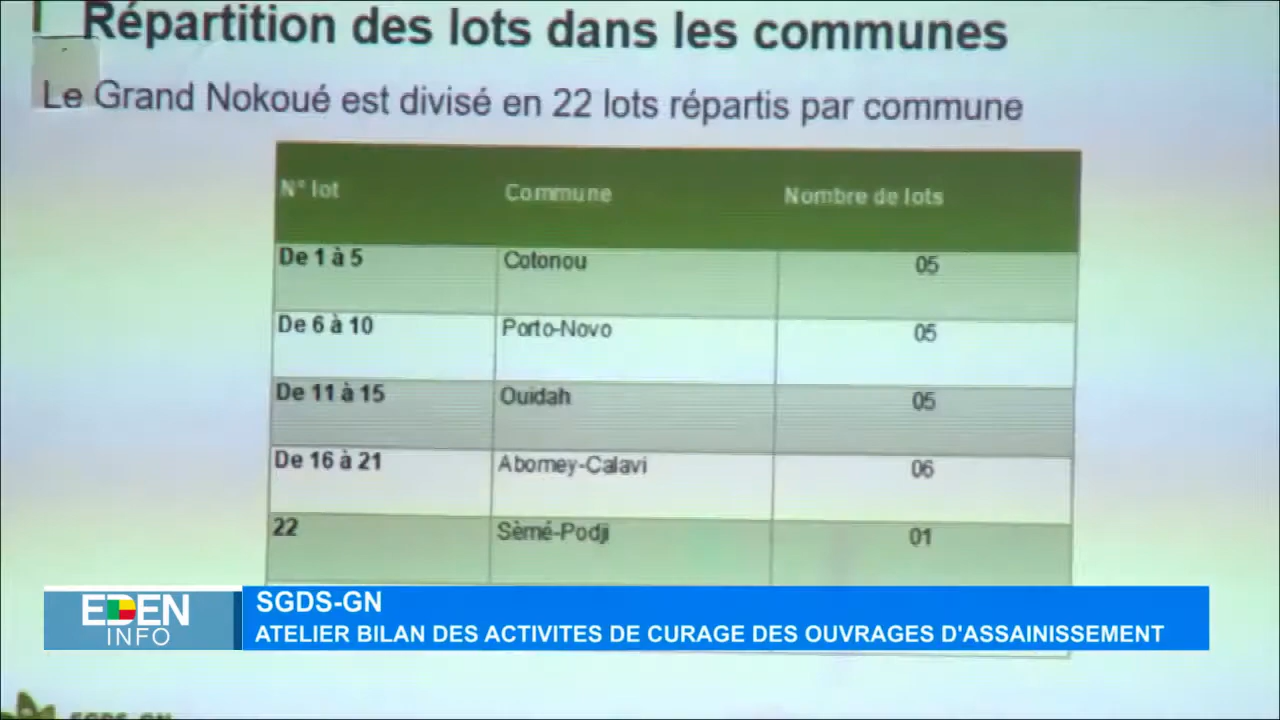 Répartition des lots dans les communes
Le Grand Nokoué est divisé en 22 lots répartis par commune
N° lot Commune Nombre de lots
De 1 à 5 Cotonou 05
De 6 à 10 Porto-Novo 05
De 11 à 15 Ouidah 05
De 16 à 21 Abomey-Calavi 06
22 Sèmé-Podji 01
EDEN
INFO
SGDS-GN
ATELIER BILAN DES ACTIVITES DE CURAGE DES OUVRAGES D'ASSAINISSEMENT
SGDS-GN